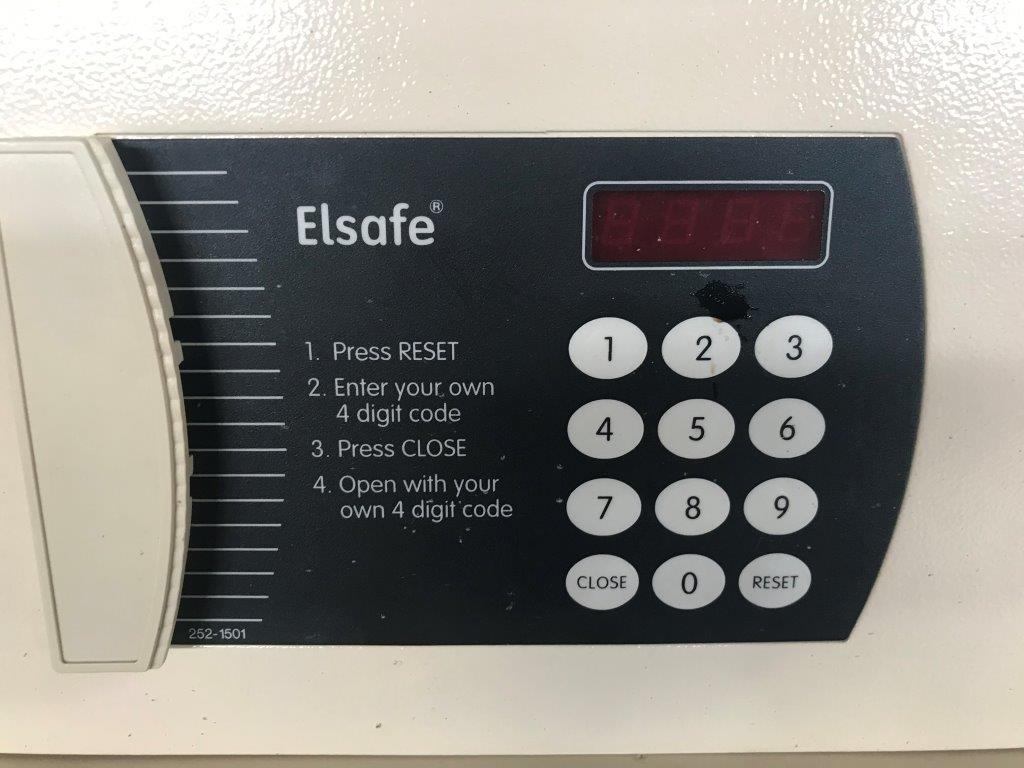 Elsafe®
1. Press RESET
2. Enter your own
4 digit code
3. Press CLOSE
4. Open with your
own 4 digit code
1 2 3
4 5 6
7 8 9
CLOSE 0 RESET
252-1501